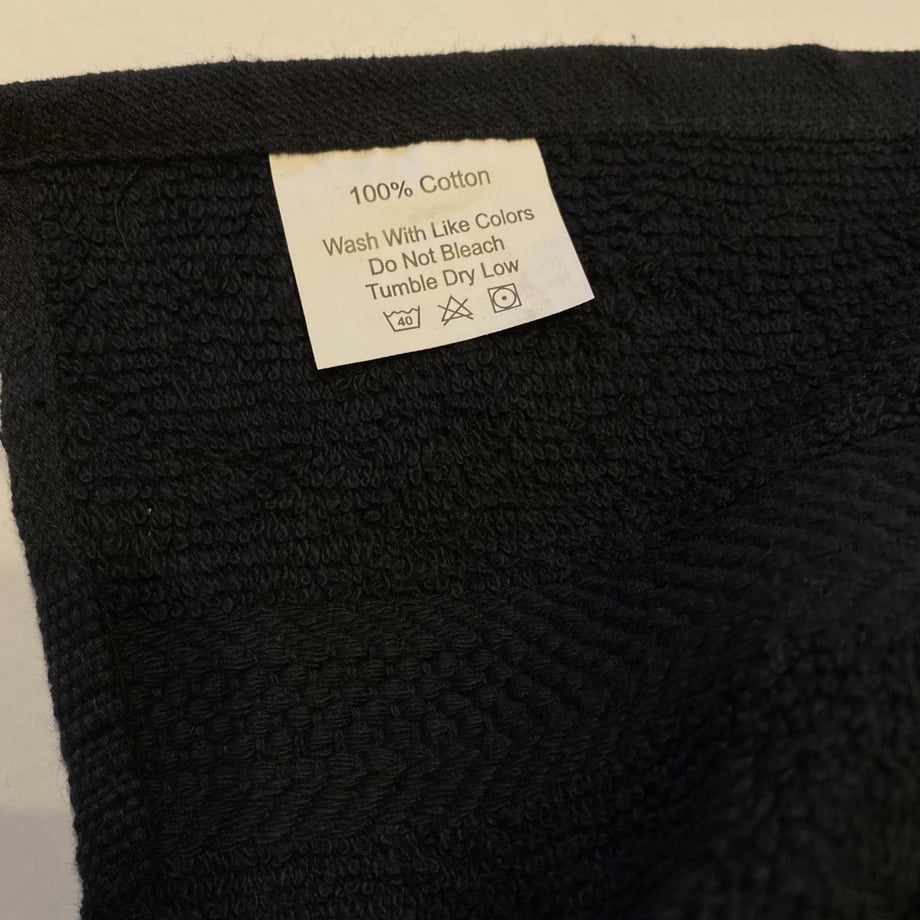 100% Cotton
Wash With Like Colors
Do Not Bleach
Tumble Dry Low
40